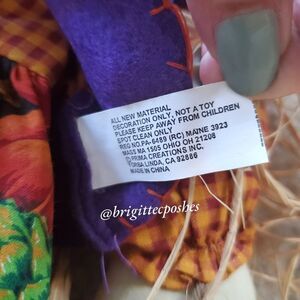 ALL NEW MATERIAL
DECORATION ONLY, NOT A TOY
PLEASE KEEP AWAY FROM CHILDREN
SPOT CLEAN ONLY
REG NO.PA-6489 (RC) MAINE 3923
MASS MA 1505 OHIO OH 21208
© PRIMA CREATIONS INC,
YORBA LINDA, CA 92886
MADE IN CHINA
@brigittecposhes